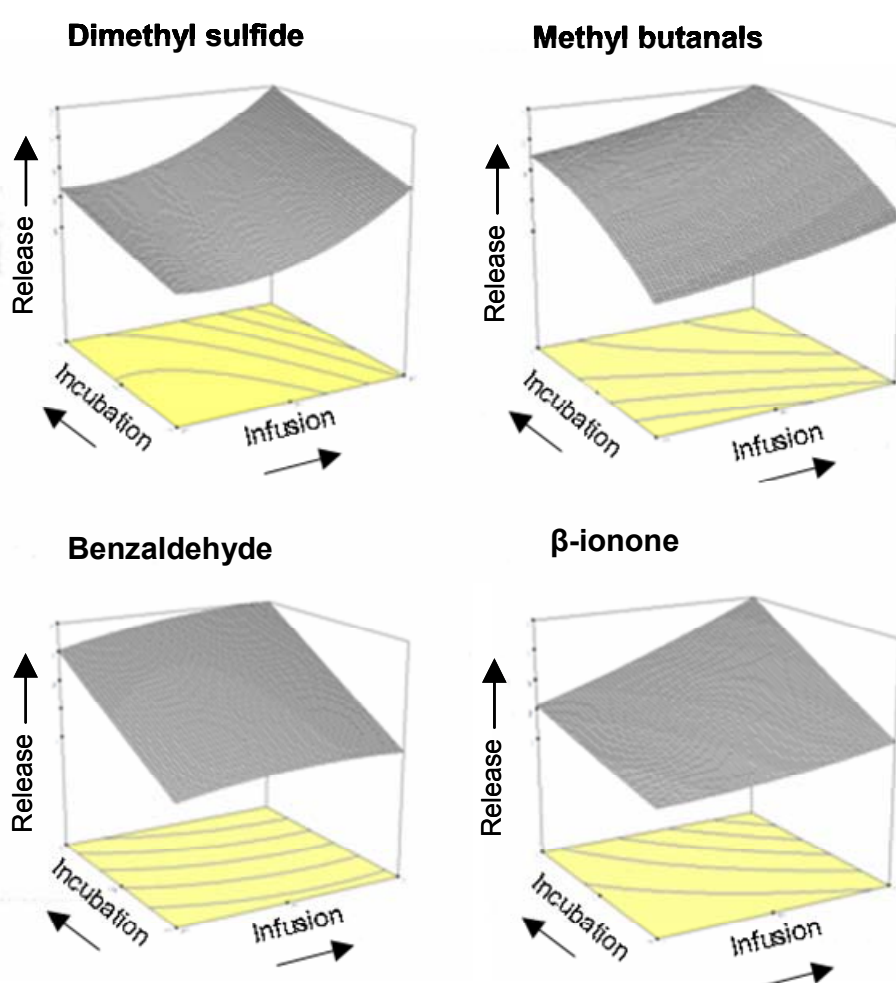 Dimethyl sulfide
Methyl butanals
Release
Incubation
Infusion
Release
Incubation
Infusion
Benzaldehyde
β-ionone
Release
Incubation
Infusion
Release
Incubation
Infusion